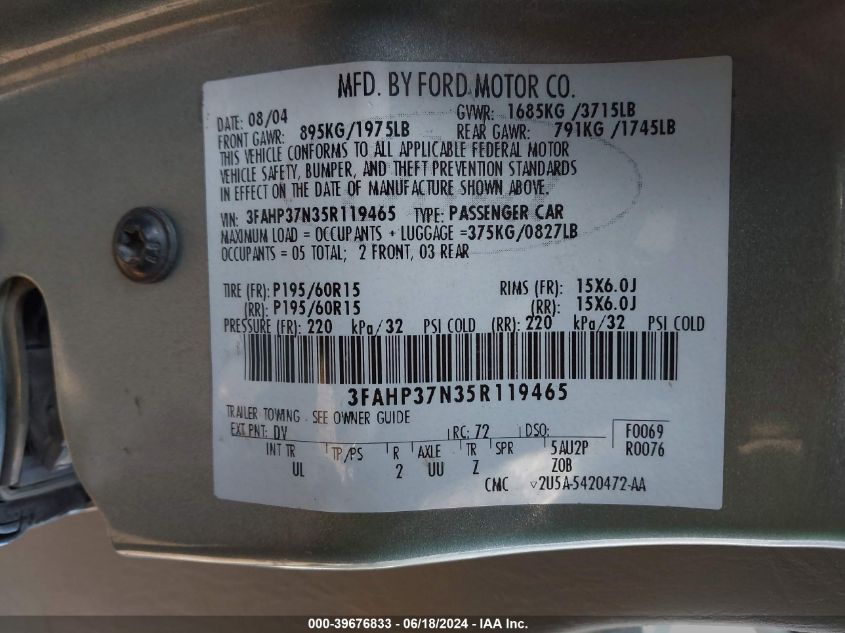 MFD. BY FORD MOTOR CO.
DATE: 08/04 GVWR: 1685KG/3715LB
FRONT GAWR: 895KG/1975LB REAR GAWR: 791KG/1745LB
THIS VEHICLE CONFORMS TO ALL APPLICABLE FEDERAL MOTOR
VEHICLE SAFETY, BUMPER, AND THEFT PREVENTION STANDARDS
IN EFFECT ON THE DATE OF MANUFACTURE SHOWN ABOVE.
VIN: 3FAHP37N35R119465 TYPE: PASSENGER CAR
MAXIMUM LOAD = OCCUPANTS + LUGGAGE =375KG/0827LB
OCCUPANTS = 05 TOTAL; 2 FRONT, 03 REAR
TIRE (FR): P195/60R15 RIMS (FR): 15X6.0J
(RR): P195/60R15 (RR): 15X6.0J
PRESSURE (FR): 220 kPa/32 PSI COLD (RR): 220 kPa/32 PSI COLD
3FAHP37N35R119465
TRAILER TOWING - SEE OWNER GUIDE
EXT PNT: DV RC: 72 DSO: F0069
INT TR TP/PS R AXLE TR SPR 5AU2P R0076
UL 2 UU Z ZOB
CMC v2U5A-5420472-AA
000-39676833 - 06/18/2024 - IAA Inc.